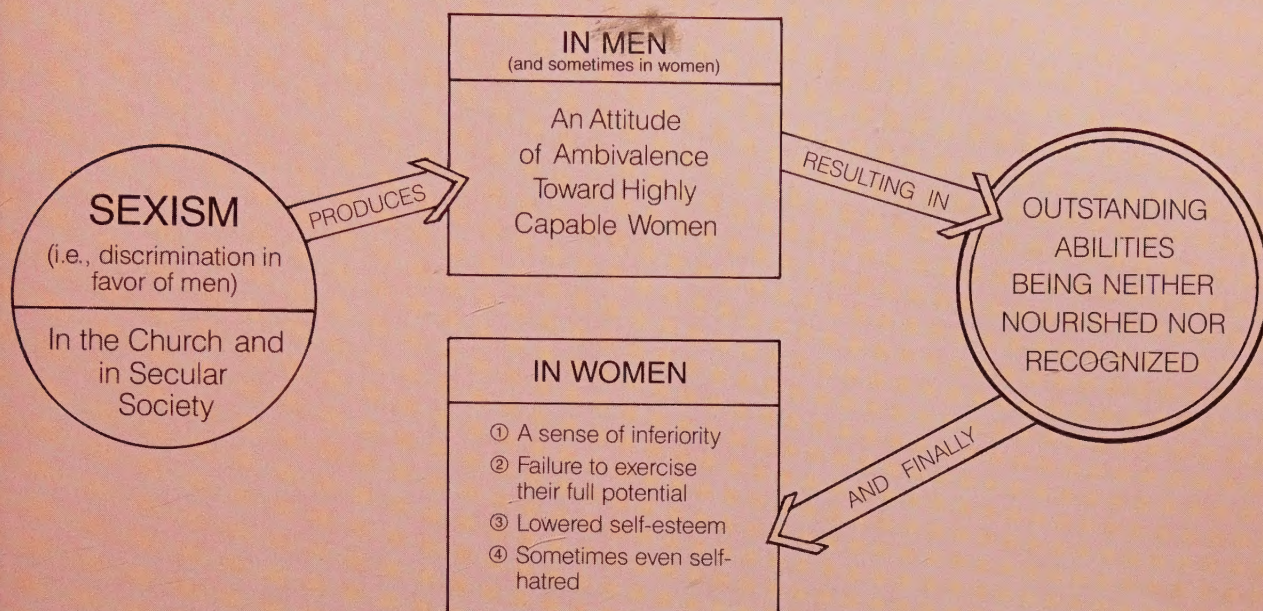 SEXISM
(i.e., discrimination in
favor of men)
In the Church and
in Secular
Society
PRODUCES
IN MEN
(and sometimes in women)
An Attitude
of Ambivalence
Toward Highly
Capable Women
RESULTING IN
OUTSTANDING
ABILITIES
BEING NEITHER
NOURISHED NOR
RECOGNIZED
AND FINALLY
IN WOMEN
① A sense of inferiority
② Failure to exercise
their full potential
③ Lowered self-esteem
④ Sometimes even self-
hatred